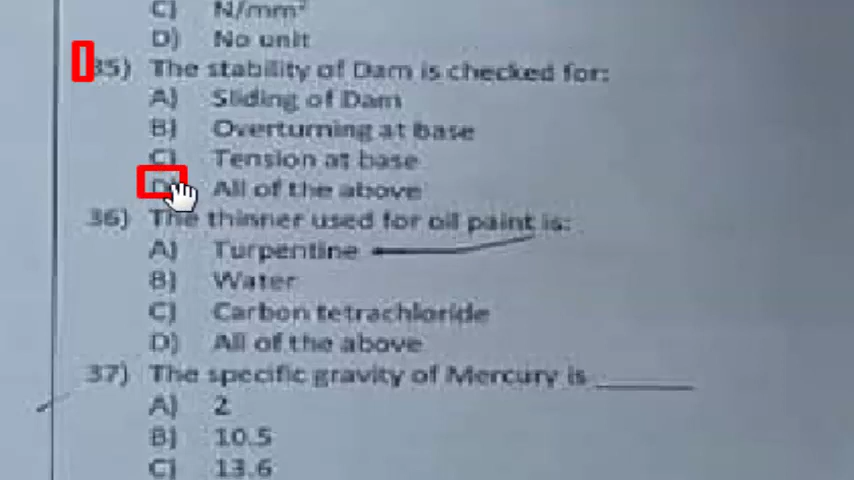 C) N/mm²
D) No unit
35) The stability of Dam is checked for:
A) Sliding of Dam
B) Overturning at base
C) Tension at base
D) All of the above
36) The thinner used for oil paint is:
A) Turpentine
B) Water
C) Carbon tetrachloride
D) All of the above
37) The specific gravity of Mercury is ______
A) 2
B) 10.5
C) 13.6